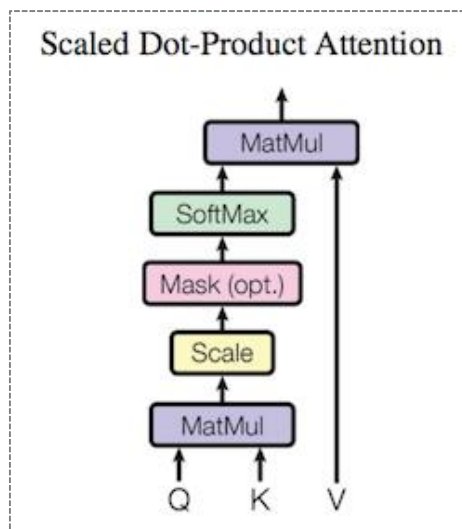 Scaled Dot-Product Attention
MatMul
SoftMax
Mask (opt.)
Scale
MatMul
Q K V